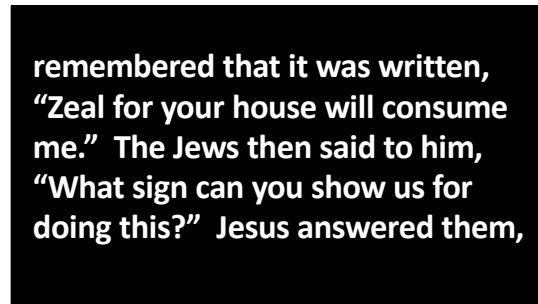 remembered that it was written,
“Zeal for your house will consume
me.”  The Jews then said to him,
“What sign can you show us for
doing this?”  Jesus answered them,